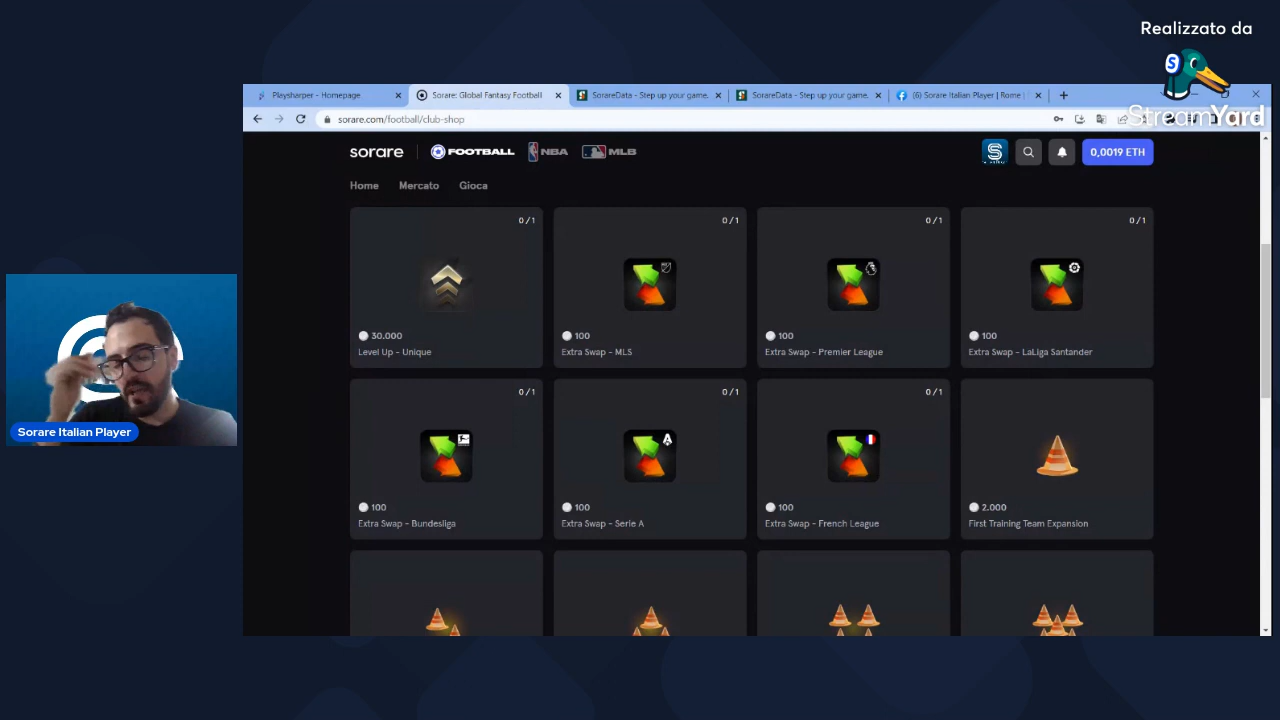 Realizzato da
StreamYard
Playsharper - Homepage
Sorare: Global Fantasy Football
SorareData - Step up your game.
SorareData - Step up your game.
(6) Sorare Italian Player | Rome |
sorare.com/football/club-shop
sorare
FOOTBALL
NBA
MLB
0,0019 ETH
Home
Mercato
Gioca
0/1
0/1
0/1
0/1
30.000
100
100
100
Level Up - Unique
Extra Swap - MLS
Extra Swap - Premier League
Extra Swap - LaLiga Santander
0/1
0/1
0/1
100
100
100
2.000
Extra Swap - Bundesliga
Extra Swap - Serie A
Extra Swap - French League
First Training Team Expansion
Sorare Italian Player